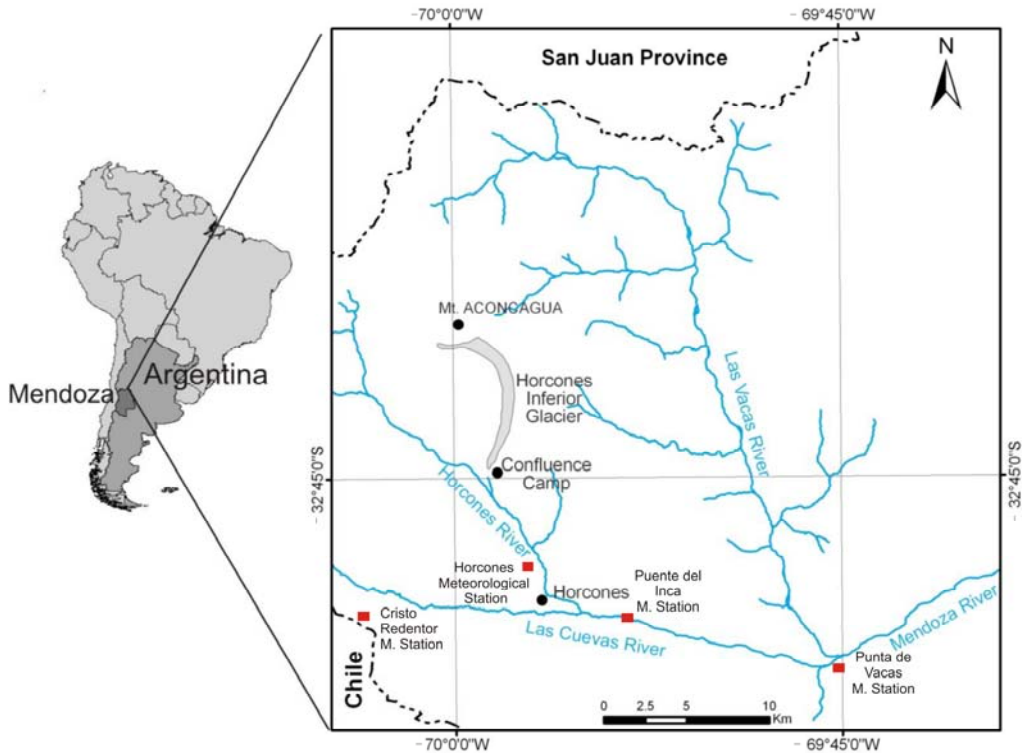 -70°0'0"W
-69°45'0"W
San Juan Province
N
Mt. ACONCAGUA
Argentina
Mendoza
Horcones
Inferior
Glacier
Las Vacas River
Confluence
Camp
-32°45'0"S
-32°45'0"S
Horcones River
Horcones
Meteorological
Station
Horcones
Puente del
Inca
M. Station
Mendoza River
Cristo
Redentor
M. Station
Las Cuevas River
Punta de
Vacas
M. Station
Chile
0 2.5 5 10
Km
-70°0'0"W
-69°45'0"W